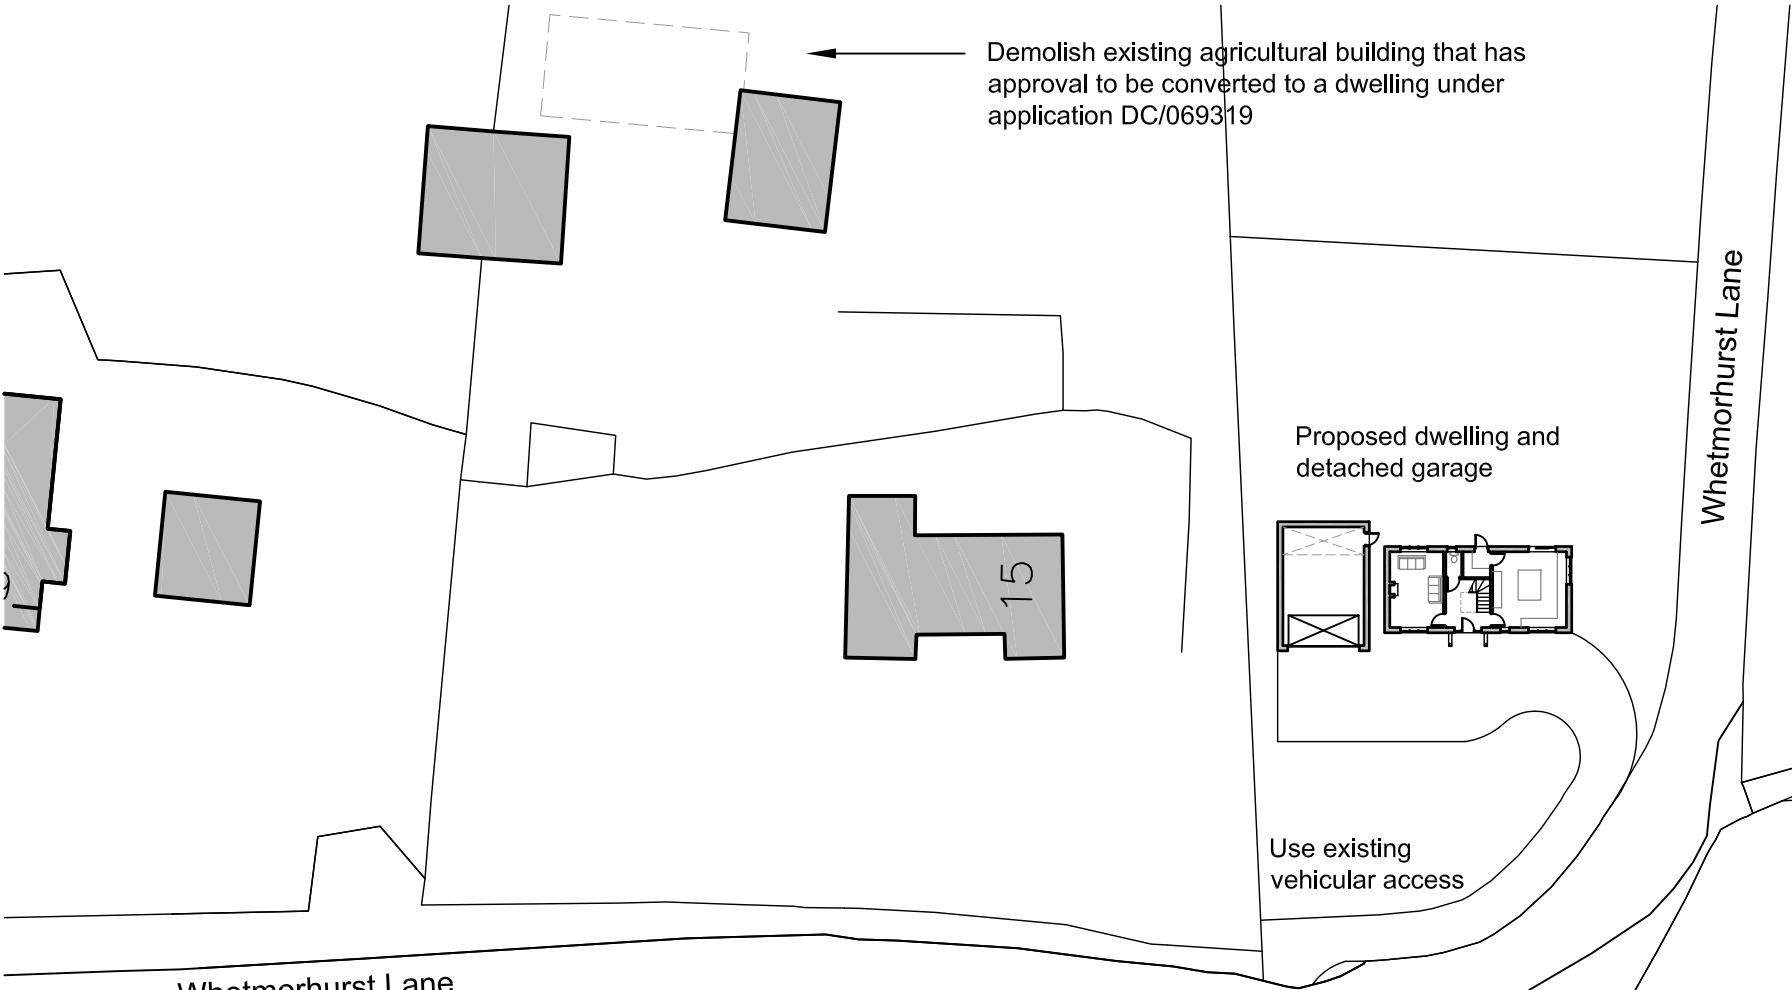 Demolish existing agricultural building that has
approval to be converted to a dwelling under
application DC/069319
Whetmorhurst Lane
Proposed dwelling and
detached garage
15
Use existing
vehicular access
Whetmorhurst Lane